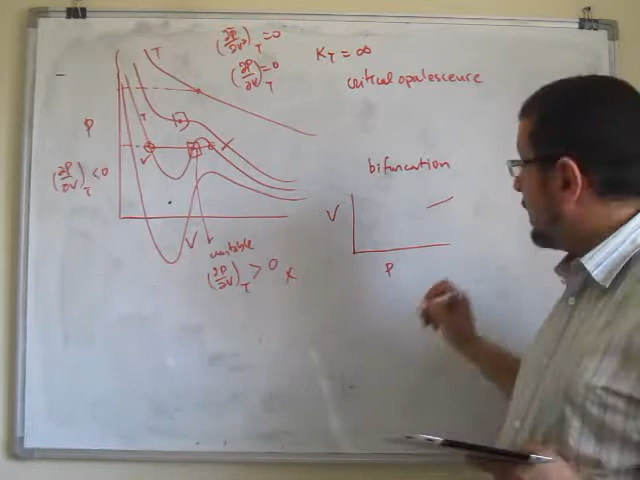 (∂²P/∂V²)_T = 0
(∂P/∂V)_T = 0
K_T = ∞
critical opalescence
T
P
T
V
(∂P/∂V)_T < 0
V
unstable
(∂P/∂V)_T > 0
K
bifurcation
V
P